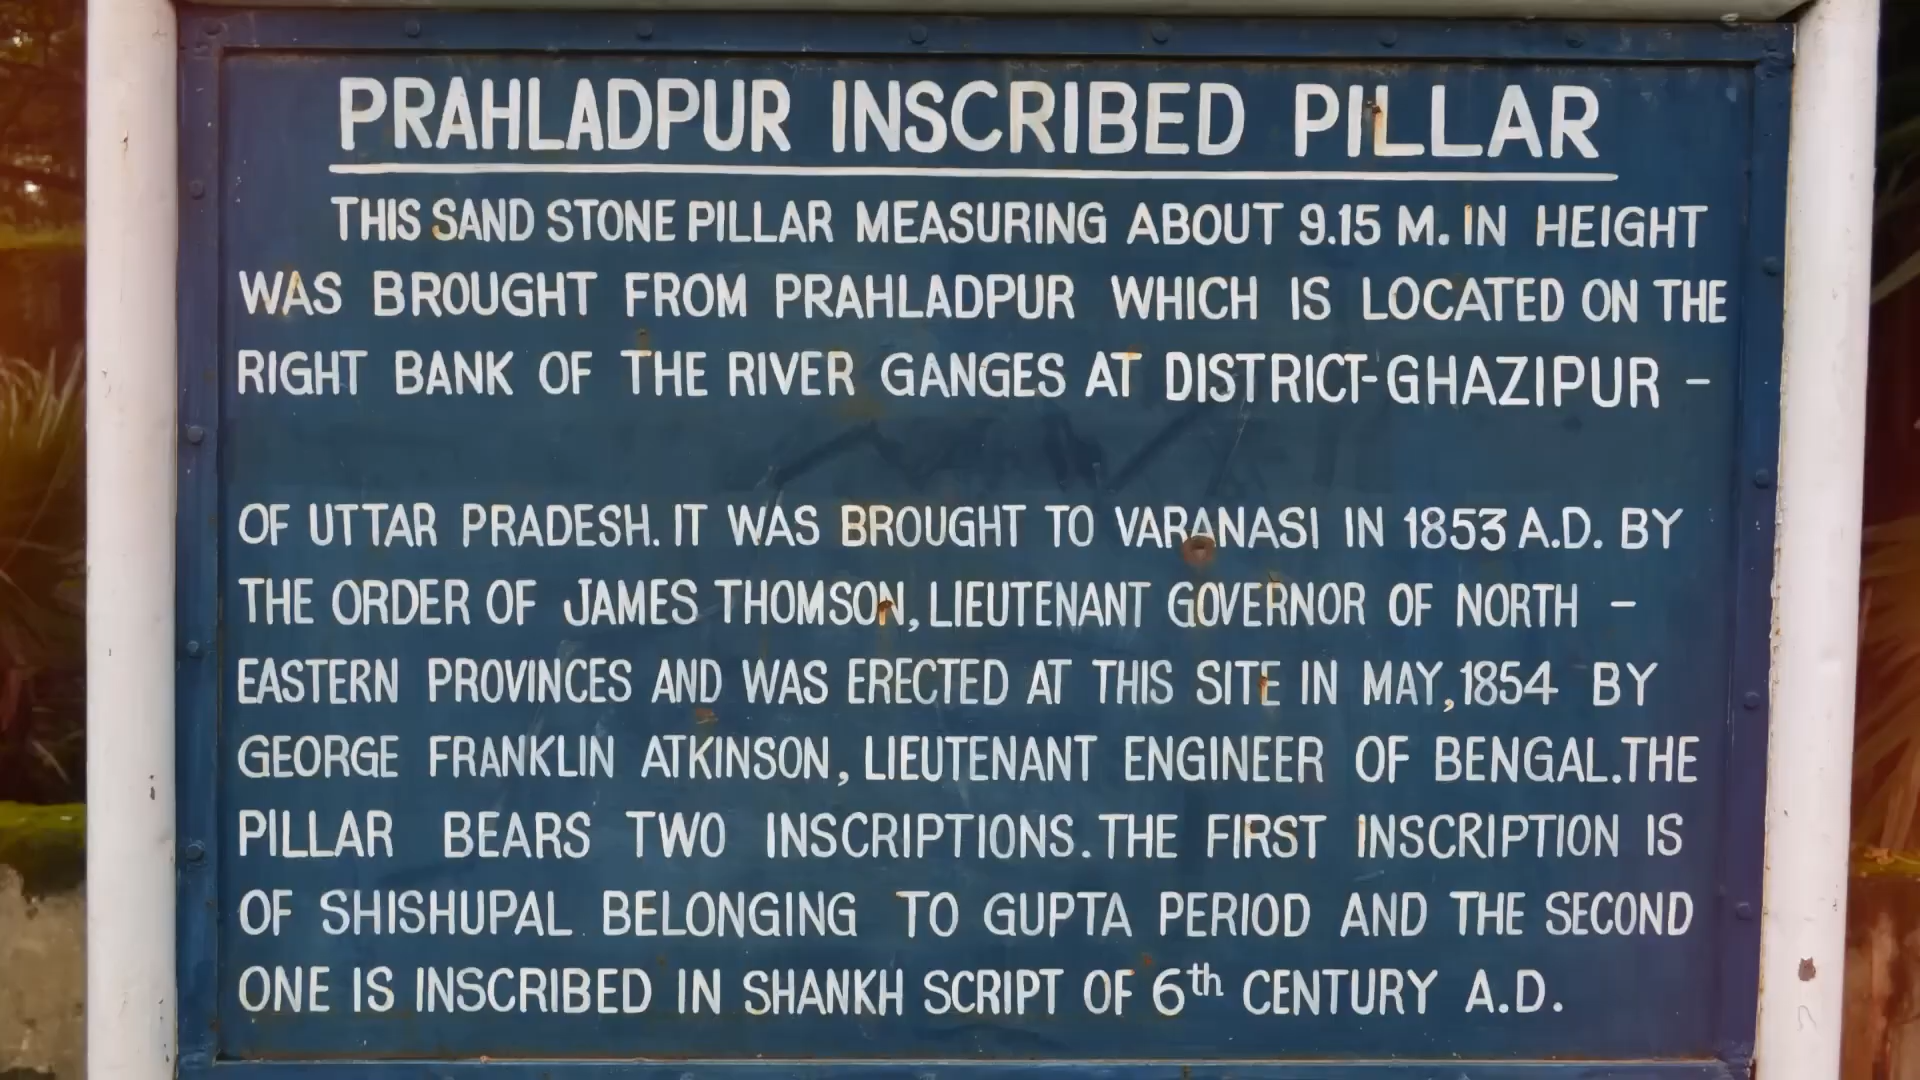 PRAHLADPUR INSCRIBED PILLAR
THIS SAND STONE PILLAR MEASURING ABOUT 9.15 M. IN HEIGHT
WAS BROUGHT FROM PRAHLADPUR WHICH IS LOCATED ON THE
RIGHT BANK OF THE RIVER GANGES AT DISTRICT-GHAZIPUR -
OF UTTAR PRADESH. IT WAS BROUGHT TO VARANASI IN 1853 A.D. BY
THE ORDER OF JAMES THOMSON, LIEUTENANT GOVERNOR OF NORTH -
EASTERN PROVINCES AND WAS ERECTED AT THIS SITE IN MAY, 1854 BY
GEORGE FRANKLIN ATKINSON, LIEUTENANT ENGINEER OF BENGAL. THE
PILLAR BEARS TWO INSCRIPTIONS. THE FIRST INSCRIPTION IS
OF SHISHUPAL BELONGING TO GUPTA PERIOD AND THE SECOND
ONE IS INSCRIBED IN SHANKH SCRIPT OF 6th CENTURY A.D.